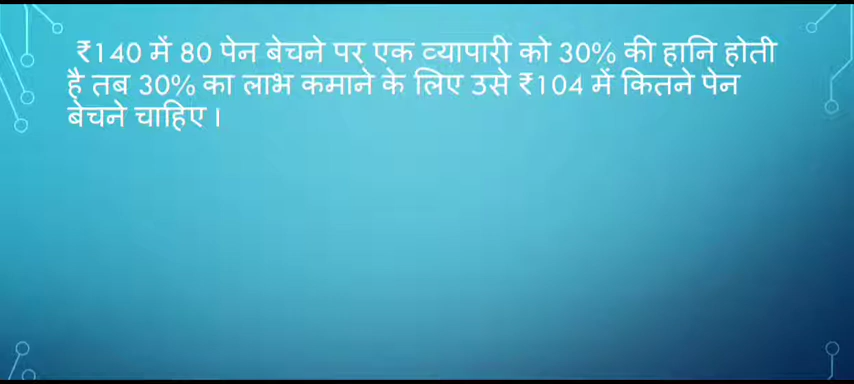 ₹140 में 80 पेन बेचने पर एक व्यापारी को 30% की हानि होती
है तब 30% का लाभ कमाने के लिए उसे ₹104 में कितने पेन
बेचने चाहिए ।